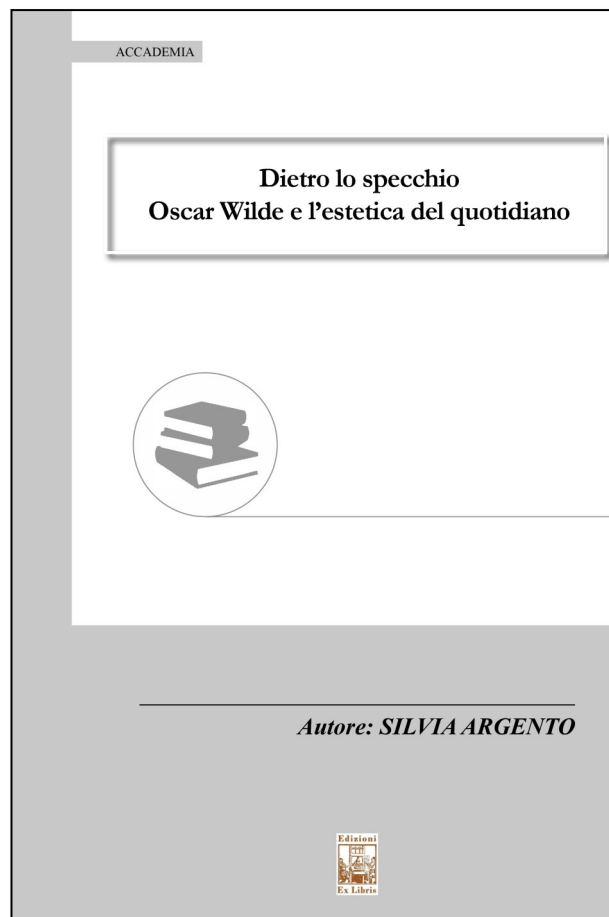 ACCADEMIA
Dietro lo specchio
Oscar Wilde e l’estetica del quotidiano
Autore: SILVIA ARGENTO
Edizioni
Ex Libris